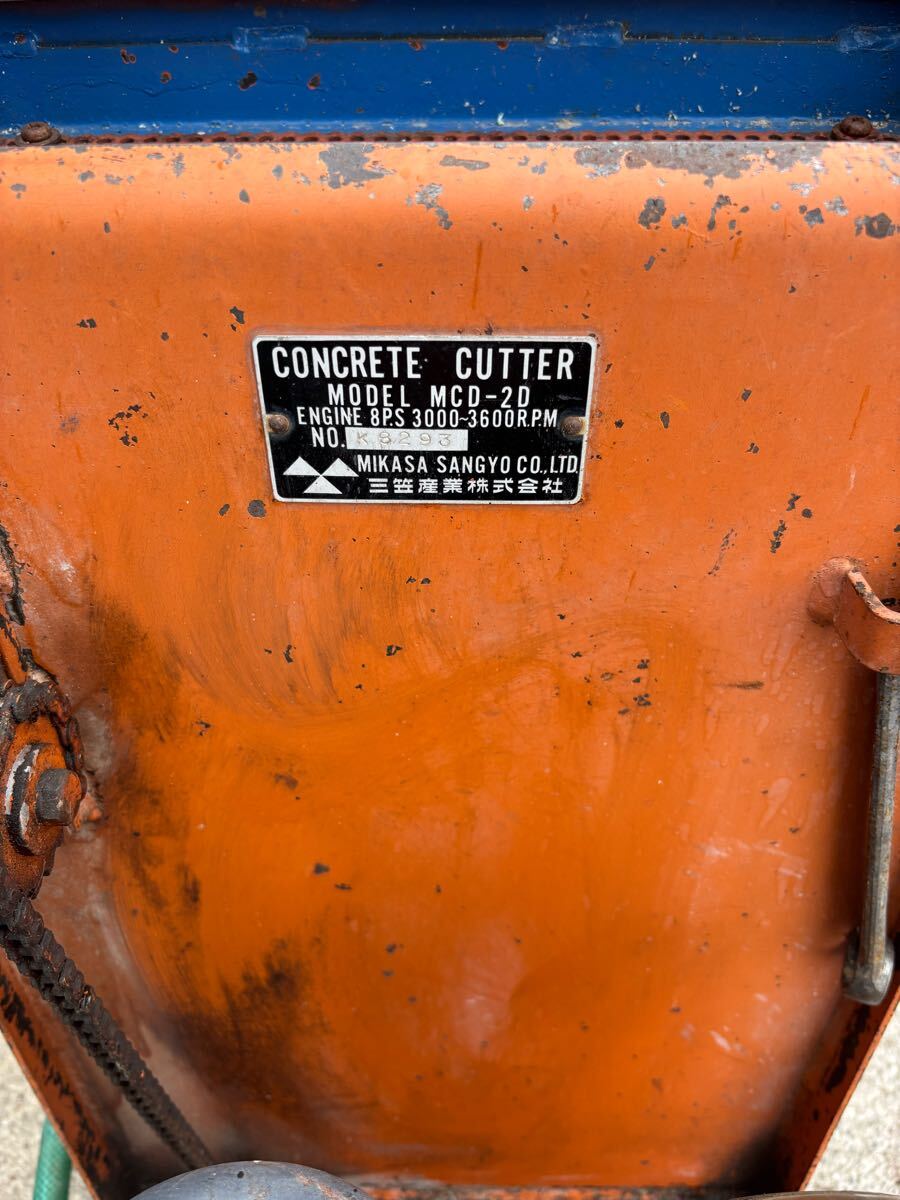 CONCRETE CUTTER
MODEL MCD-2D
ENGINE 8P.S 3000~3600R.P.M
NO. K8293
MIKASA SANGYO CO.,LTD.
三笠産業株式会社